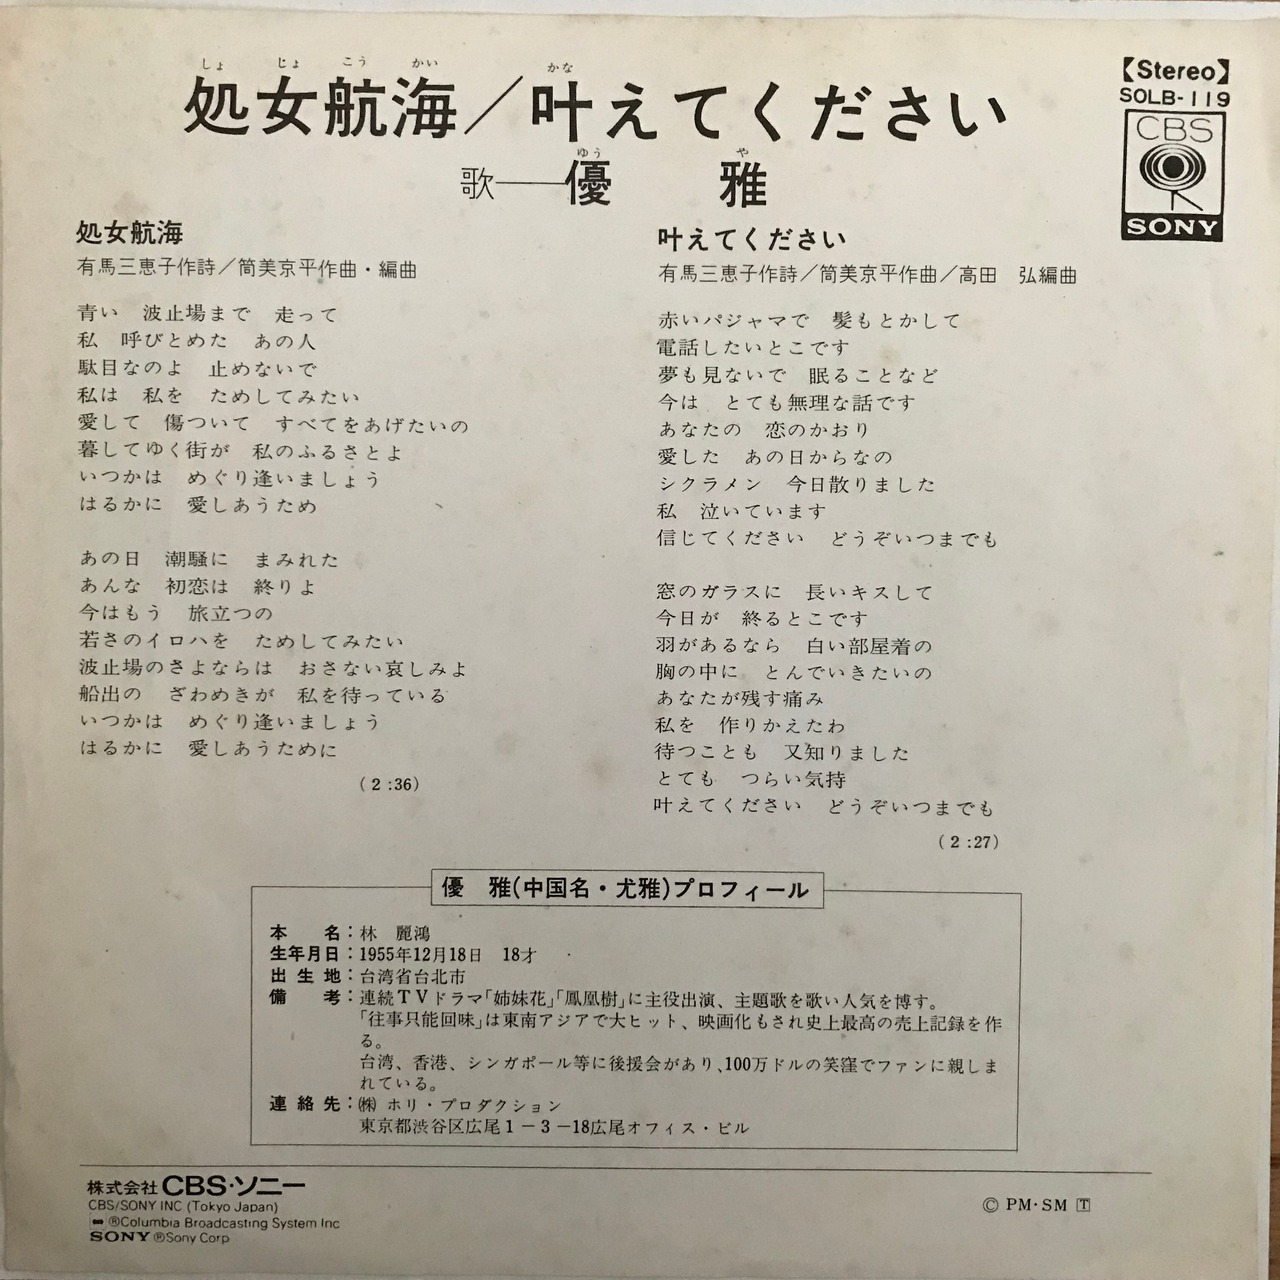 しょ じょ こう かい かな
処女航海／叶えてください
ゆう や
歌──優 雅
【Stereo】
SOLB-119
CBS
SONY
処女航海
有馬三恵子作詩／筒美京平作曲・編曲
青い 波止場まで 走って
私 呼びとめた あの人
駄目なのよ 止めないで
私は 私を ためしてみたい
愛して 傷ついて すべてをあげたいの
暮してゆく街が 私のふるさとよ
いつかは めぐり逢いましょう
はるかに 愛しあうため
あの日 潮騒に まみれた
あんな 初恋は 終りよ
今はもう 旅立つの
若さのイロハを ためしてみたい
波止場のさよならは おさない哀しみよ
船出の ざわめきが 私を待っている
いつかは めぐり逢いましょう
はるかに 愛しあうために
（2:36）
叶えてください
有馬三恵子作詩／筒美京平作曲／高田 弘編曲
赤いパジャマで 髪もとかして
電話したいとこです
夢も見ないで 眠ることなど
今は とても無理な話です
あなたの 恋のかおり
愛した あの日からなの
シクラメン 今日散りました
私 泣いています
信じてください どうぞいつまでも
窓のガラスに 長いキスして
今日が 終るとこです
羽があるなら 白い部屋着の
胸の中に とんでいきたいの
あなたが残す痛み
私を 作りかえたわ
待つことも 又知りました
とても つらい気持
叶えてください どうぞいつまでも
（2:27）
優 雅(中国名・尤雅)プロフィール
本 名：林 麗鴻
生年月日：1955年12月18日 18才
出 生 地：台湾省台北市
備 考：連続TVドラマ「姉妹花」「鳳凰樹」に主役出演、主題歌を歌い人気を博す。
「往事只能回味」は東南アジアで大ヒット、映画化もされ史上最高の売上記録を作
る。
台湾、香港、シンガポール等に後援会があり、100万ドルの笑窪でファンに親しま
れている。
連 絡 先：㈱ ホリ・プロダクション
東京都渋谷区広尾1－3－18広尾オフィス・ビル
株式会社CBS・ソニー
CBS/SONY INC (Tokyo Japan)
®Columbia Broadcasting System Inc
SONY ®Sony Corp
© PM·SM T